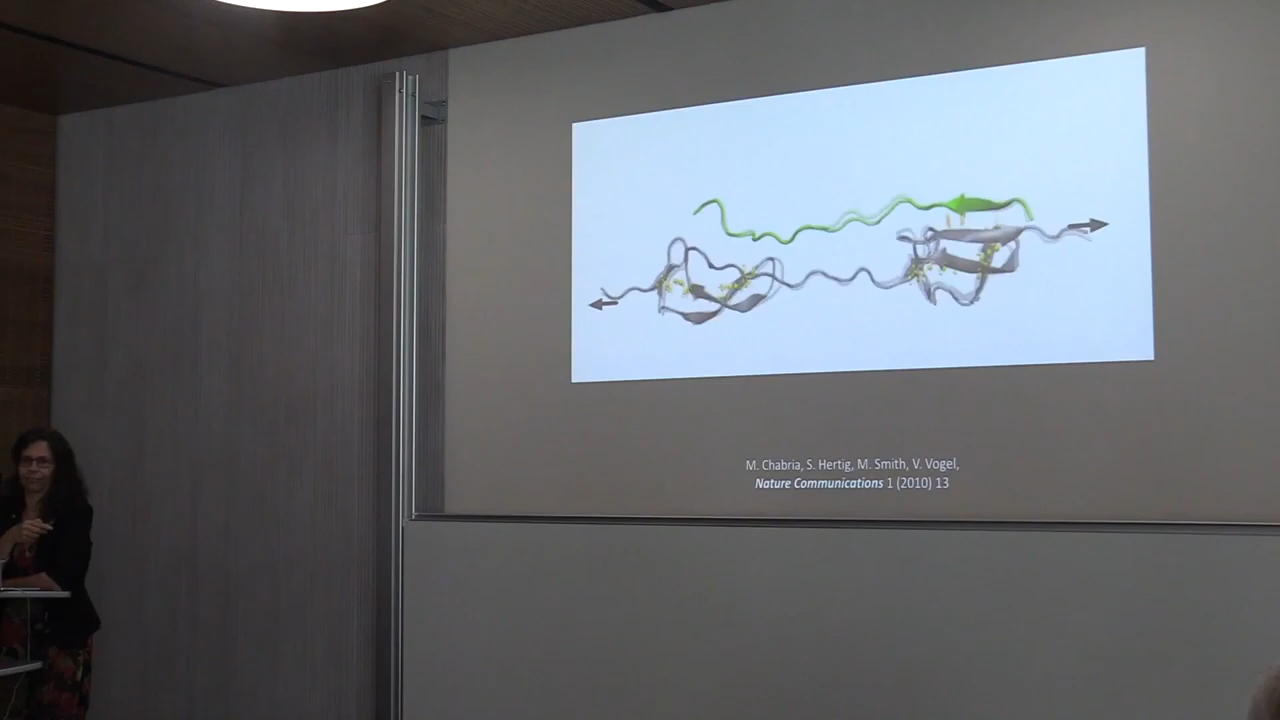 M. Chabria, S. Hertig, M. Smith, V. Vogel,
Nature Communications 1 (2010) 13